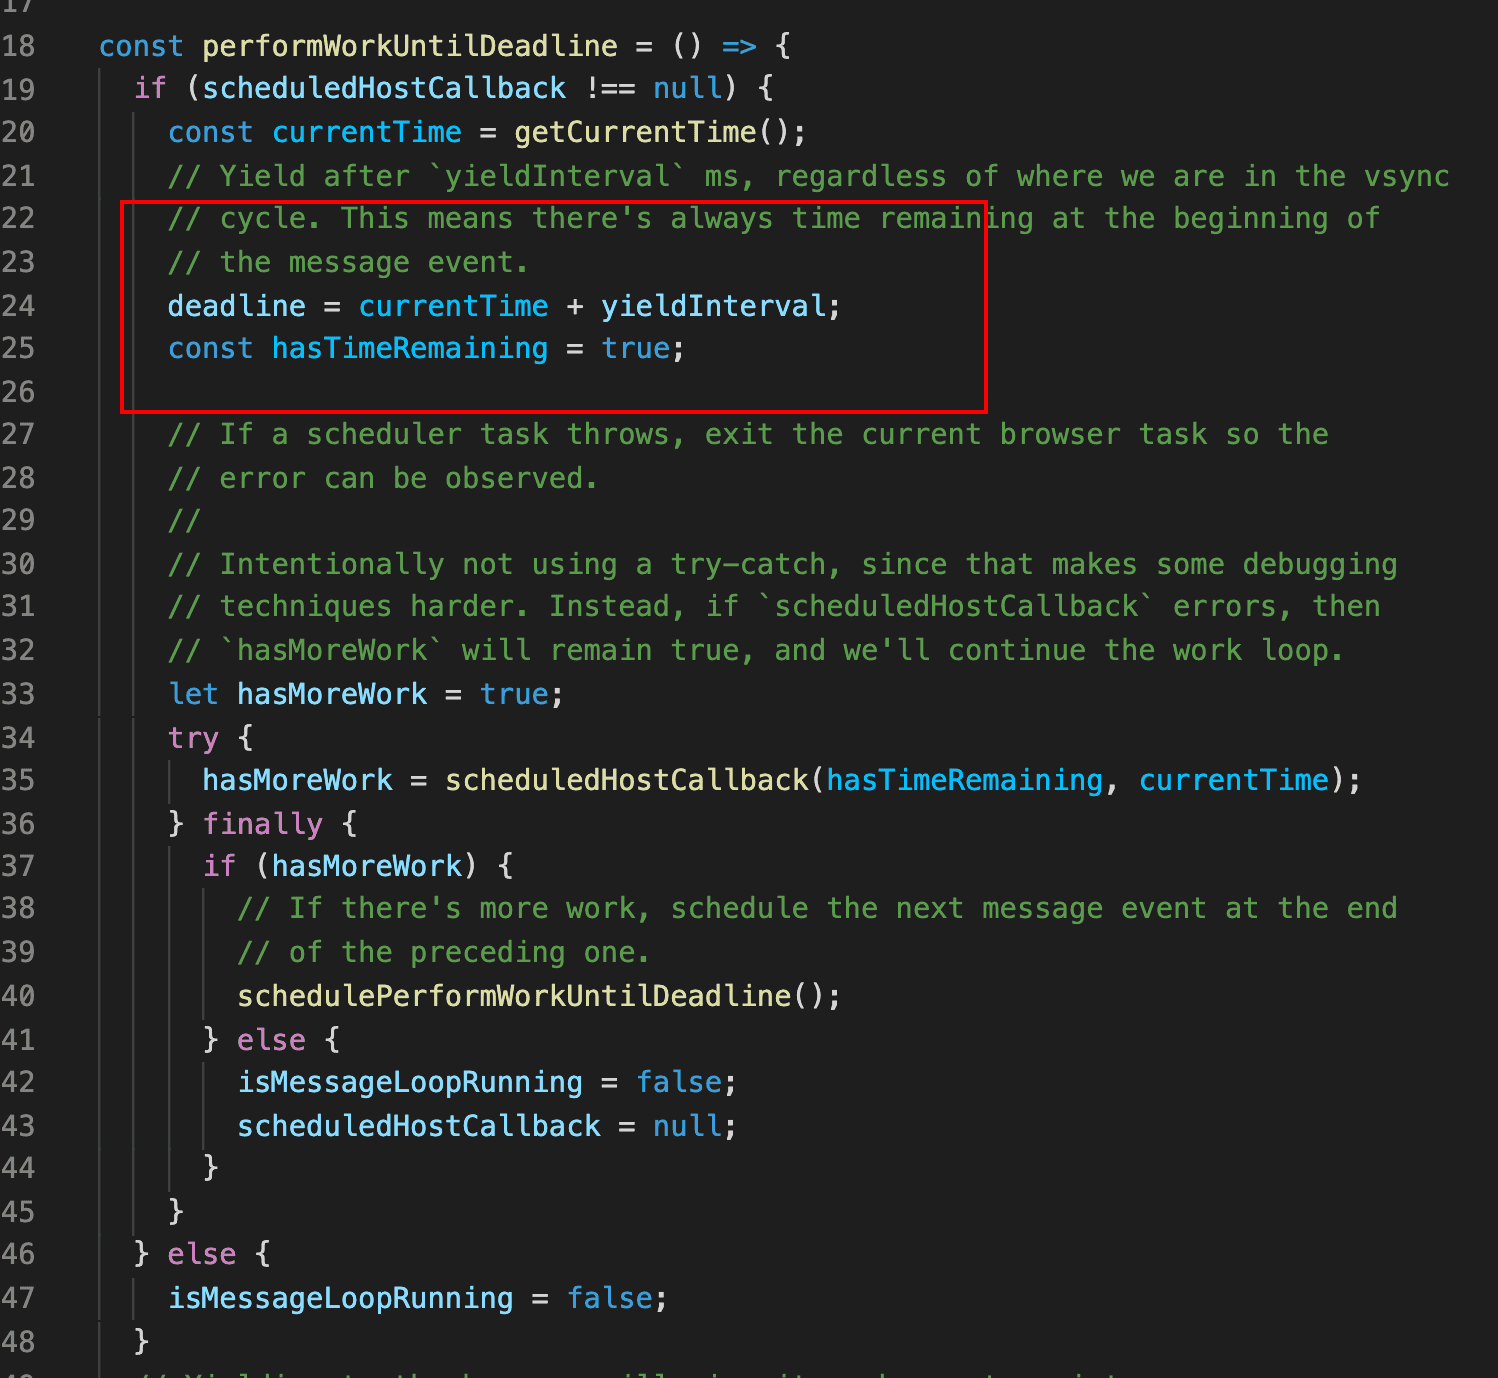 17
18 const performWorkUntilDeadline = () => {
19 if (scheduledHostCallback !== null) {
20 const currentTime = getCurrentTime();
21 // Yield after `yieldInterval` ms, regardless of where we are in the vsync
22 // cycle. This means there's always time remaining at the beginning of
23 // the message event.
24 deadline = currentTime + yieldInterval;
25 const hasTimeRemaining = true;
26
27 // If a scheduler task throws, exit the current browser task so the
28 // error can be observed.
29 //
30 // Intentionally not using a try-catch, since that makes some debugging
31 // techniques harder. Instead, if `scheduledHostCallback` errors, then
32 // `hasMoreWork` will remain true, and we'll continue the work loop.
33 let hasMoreWork = true;
34 try {
35 hasMoreWork = scheduledHostCallback(hasTimeRemaining, currentTime);
36 } finally {
37 if (hasMoreWork) {
38 // If there's more work, schedule the next message event at the end
39 // of the preceding one.
40 schedulePerformWorkUntilDeadline();
41 } else {
42 isMessageLoopRunning = false;
43 scheduledHostCallback = null;
44 }
45 }
46 } else {
47 isMessageLoopRunning = false;
48 }